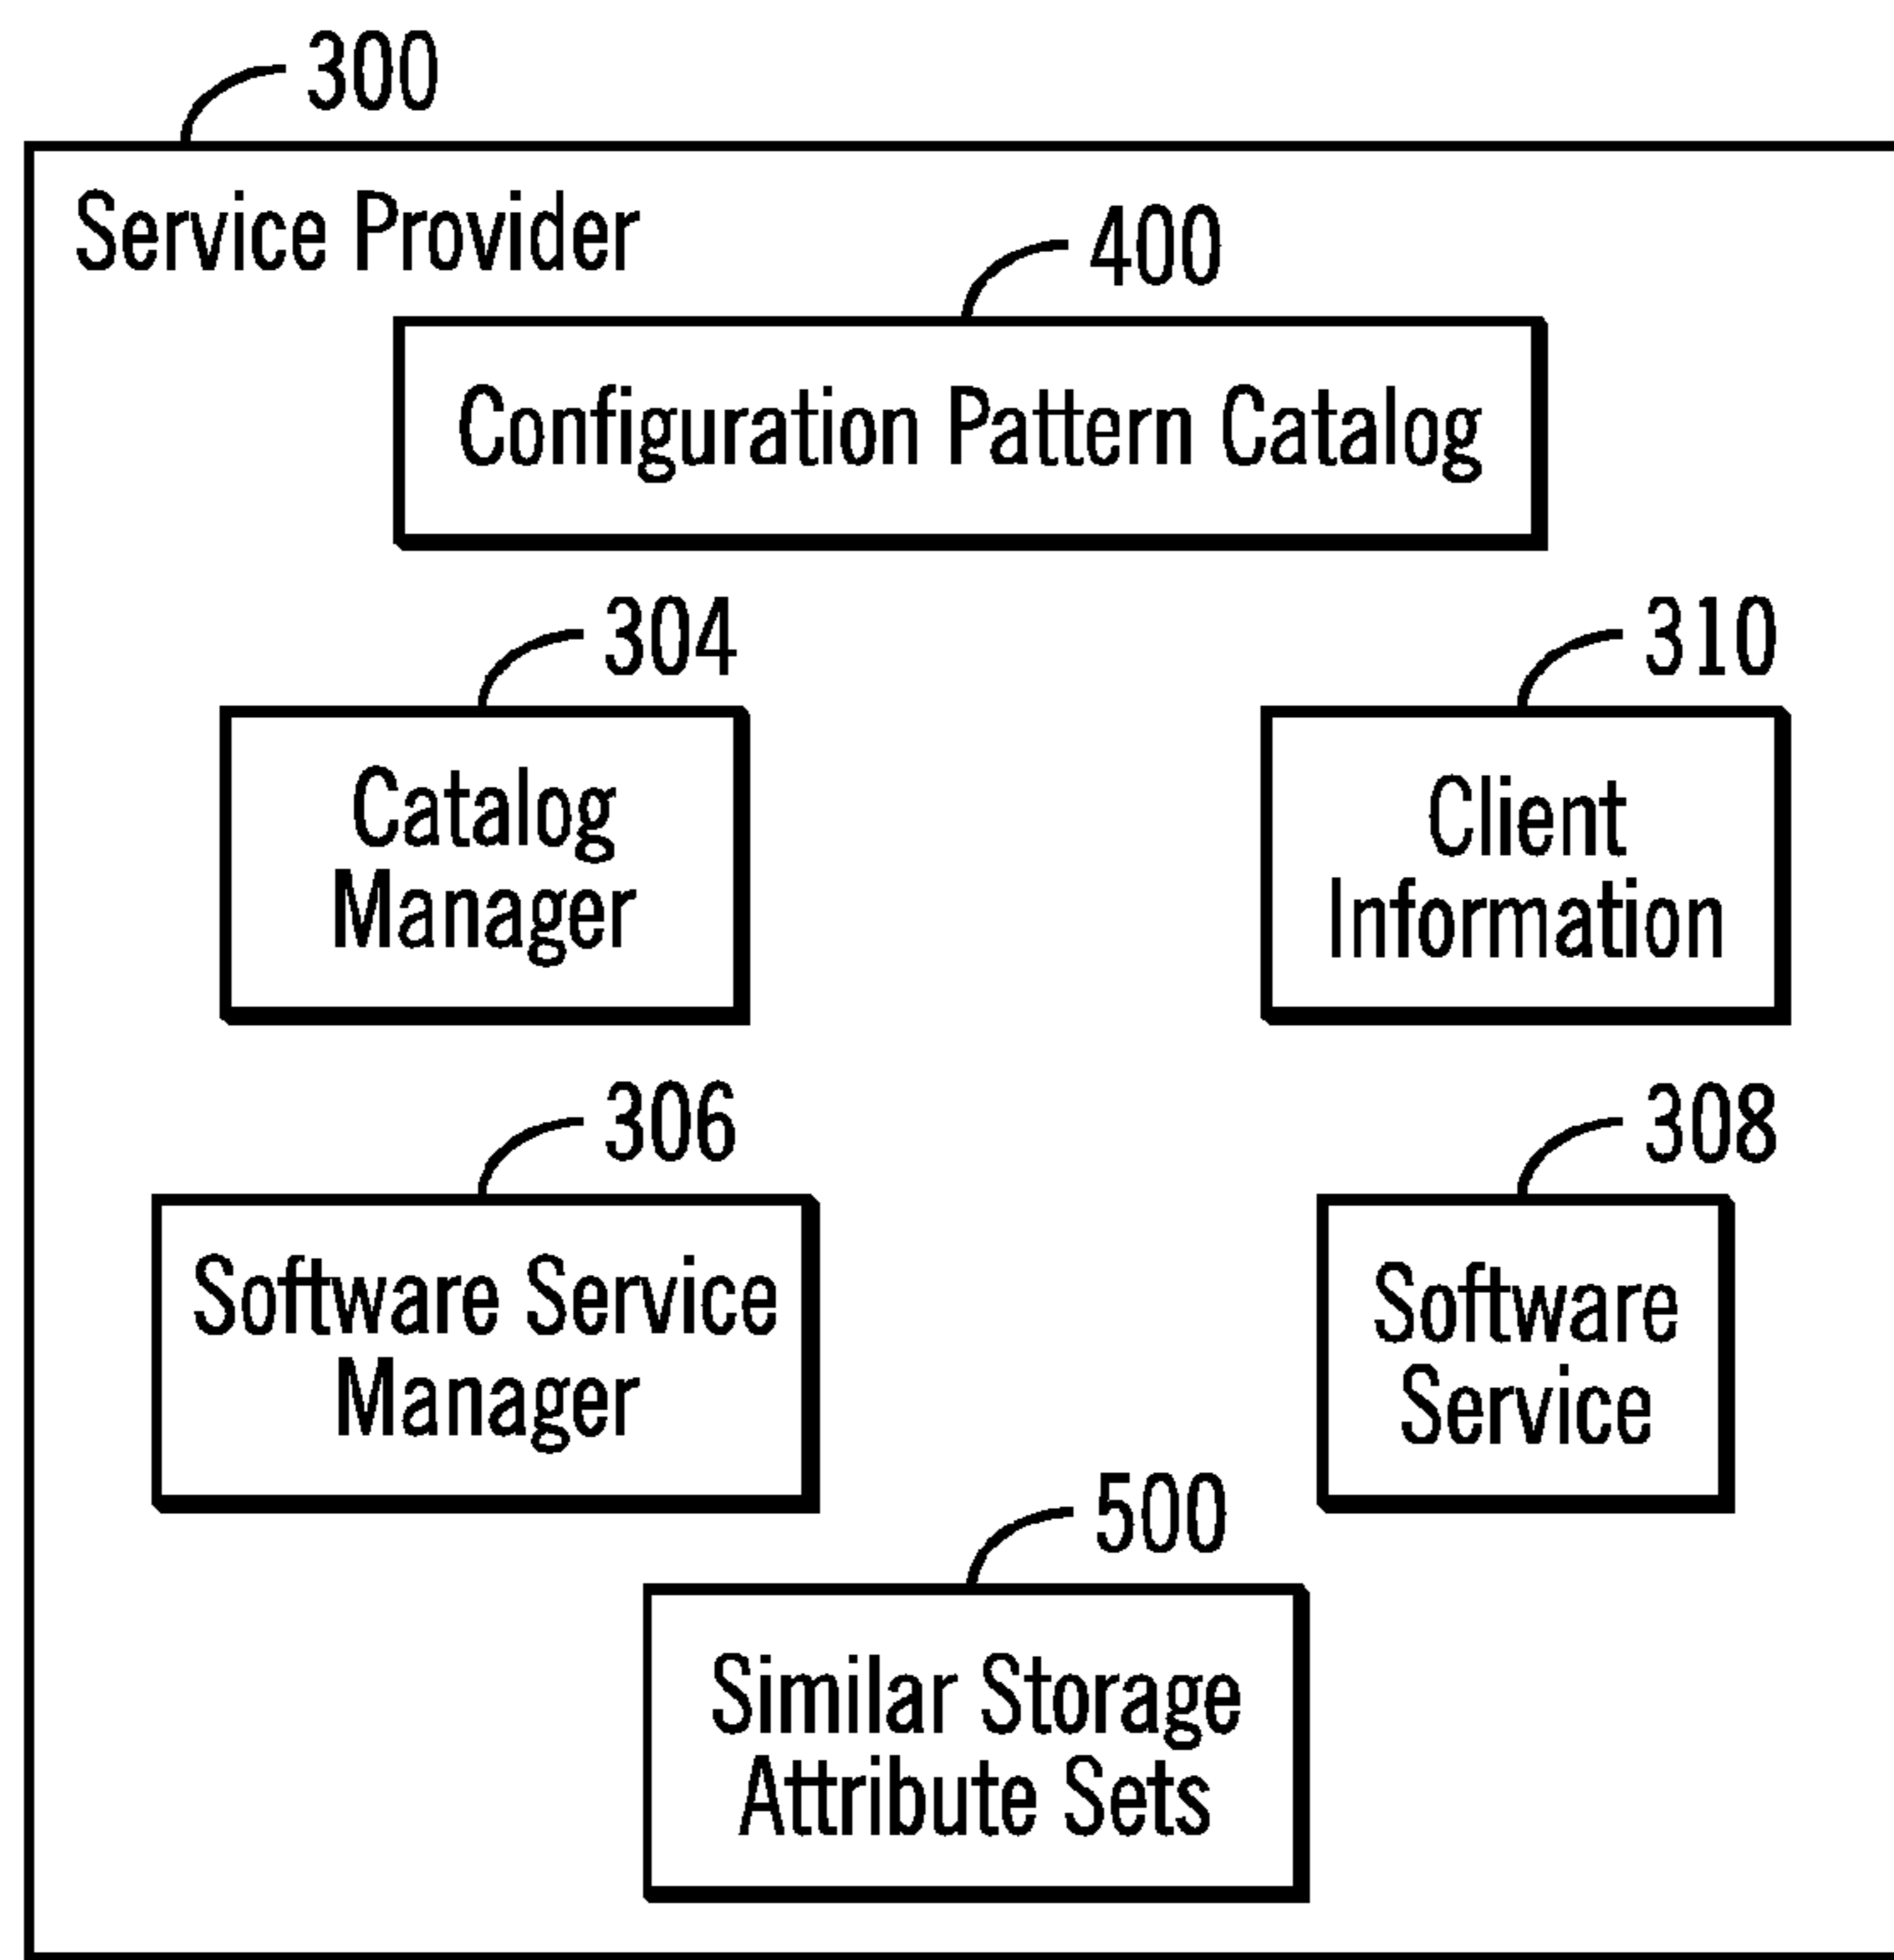 300
Service Provider
400
Configuration Pattern Catalog
304
Catalog
Manager
310
Client
Information
306
Software Service
Manager
308
Software
Service
500
Similar Storage
Attribute Sets